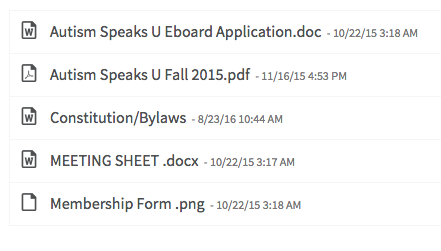 Autism Speaks U Eboard Application.doc - 10/22/15 3:18 AM
Autism Speaks U Fall 2015.pdf - 11/16/15 4:53 PM
Constitution/Bylaws - 8/23/16 10:44 AM
MEETING SHEET .docx - 10/22/15 3:17 AM
Membership Form .png - 10/22/15 3:18 AM